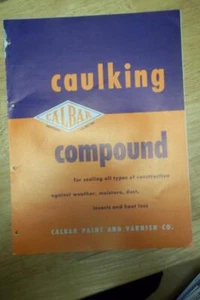 caulking
CALBAR
compound
for sealing all types of construction
against weather, moisture, dust,
insects and heat loss
CALBAR PAINT AND VARNISH CO.